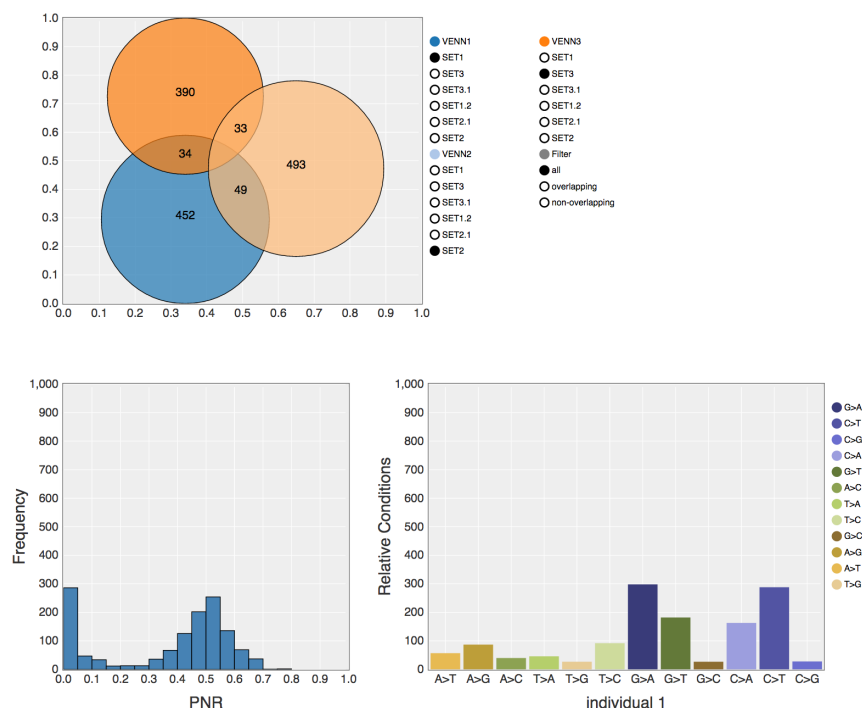 1.0
0.9
0.8
0.7
0.6
0.5
0.4
0.3
0.2
0.1
0.0
0.0 0.1 0.2 0.3 0.4 0.5 0.6 0.7 0.8 0.9 1.0
390
33
34
493
49
452
VENN1
SET1
SET3
SET3.1
SET1.2
SET2.1
SET2
VENN2
SET1
SET3
SET3.1
SET1.2
SET2.1
SET2
VENN3
SET1
SET3
SET3.1
SET1.2
SET2.1
SET2
Filter
all
overlapping
non-overlapping
1,000
900
800
700
600
500
400
300
200
100
0
Frequency
0.0 0.1 0.2 0.3 0.4 0.5 0.6 0.7 0.8 0.9 1.0
PNR
1,000
900
800
700
600
500
400
300
200
100
0
Relative Conditions
A>T A>G A>C T>A T>G T>C G>A G>T G>C C>A C>T C>G
individual 1
G>A
C>T
C>G
C>A
G>T
A>C
T>A
T>C
G>C
A>G
A>T
T>G